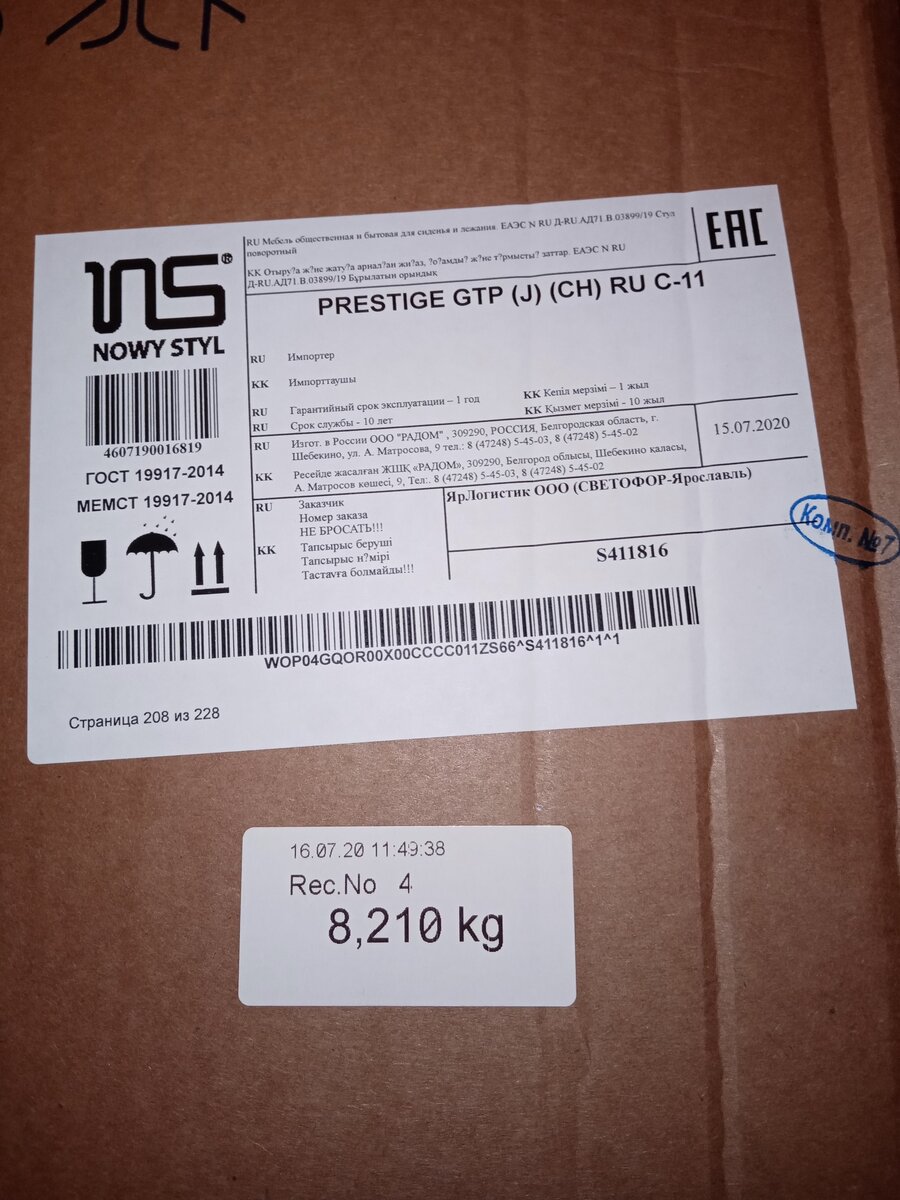 ns®
NOWY STYL
4607190016819
ГОСТ 19917-2014
МЕМСТ 19917-2014
RU Мебель общественная и бытовая для сиденья и лежания. ЕАЭС N RU Д-RU.АД71.В.03899/19 Стул
поворотный
KK Отыру?а ж?не жату?а арнал?ан жи?аз, ?о?амды? ж?не т?рмысты? заттар. ЕАЭС N RU
Д-RU.АД71.В.03899/19 Бұрылатын орындық
EAC
PRESTIGE GTP (J) (CH) RU C-11
RU Импортер
KK Импорттаушы
RU Гарантийный срок эксплуатации – 1 год
KK Кепіл мерзімі – 1 жыл
RU Срок службы - 10 лет
KK Қызмет мерзімі - 10 жыл
RU Изгот. в России ООО "РАДОМ" , 309290, РОССИЯ, Белгородская область, г.
Шебекино, ул. А. Матросова, 9 тел.: 8 (47248) 5-45-03, 8 (47248) 5-45-02
KK Ресейде жасалған ЖШҚ «РАДОМ», 309290, Белгород облысы, Шебекино қаласы,
А. Матросов көшесі, 9, Тел.: 8 (47248) 5-45-03, 8 (47248) 5-45-02
15.07.2020
RU Заказчик
Номер заказа
НЕ БРОСАТЬ!!!
KK Тапсырыс беруші
Тапсырыс н?мірі
Тастауға болмайды!!!
ЯрЛогистик ООО (СВЕТОФОР-Ярославль)
S411816
Комп. №7
WOP04GQOR00X00CCCC011ZS66^S411816^1^1
Страница 208 из 228
16.07.20 11:49:38
Rec.No 4
8,210 kg